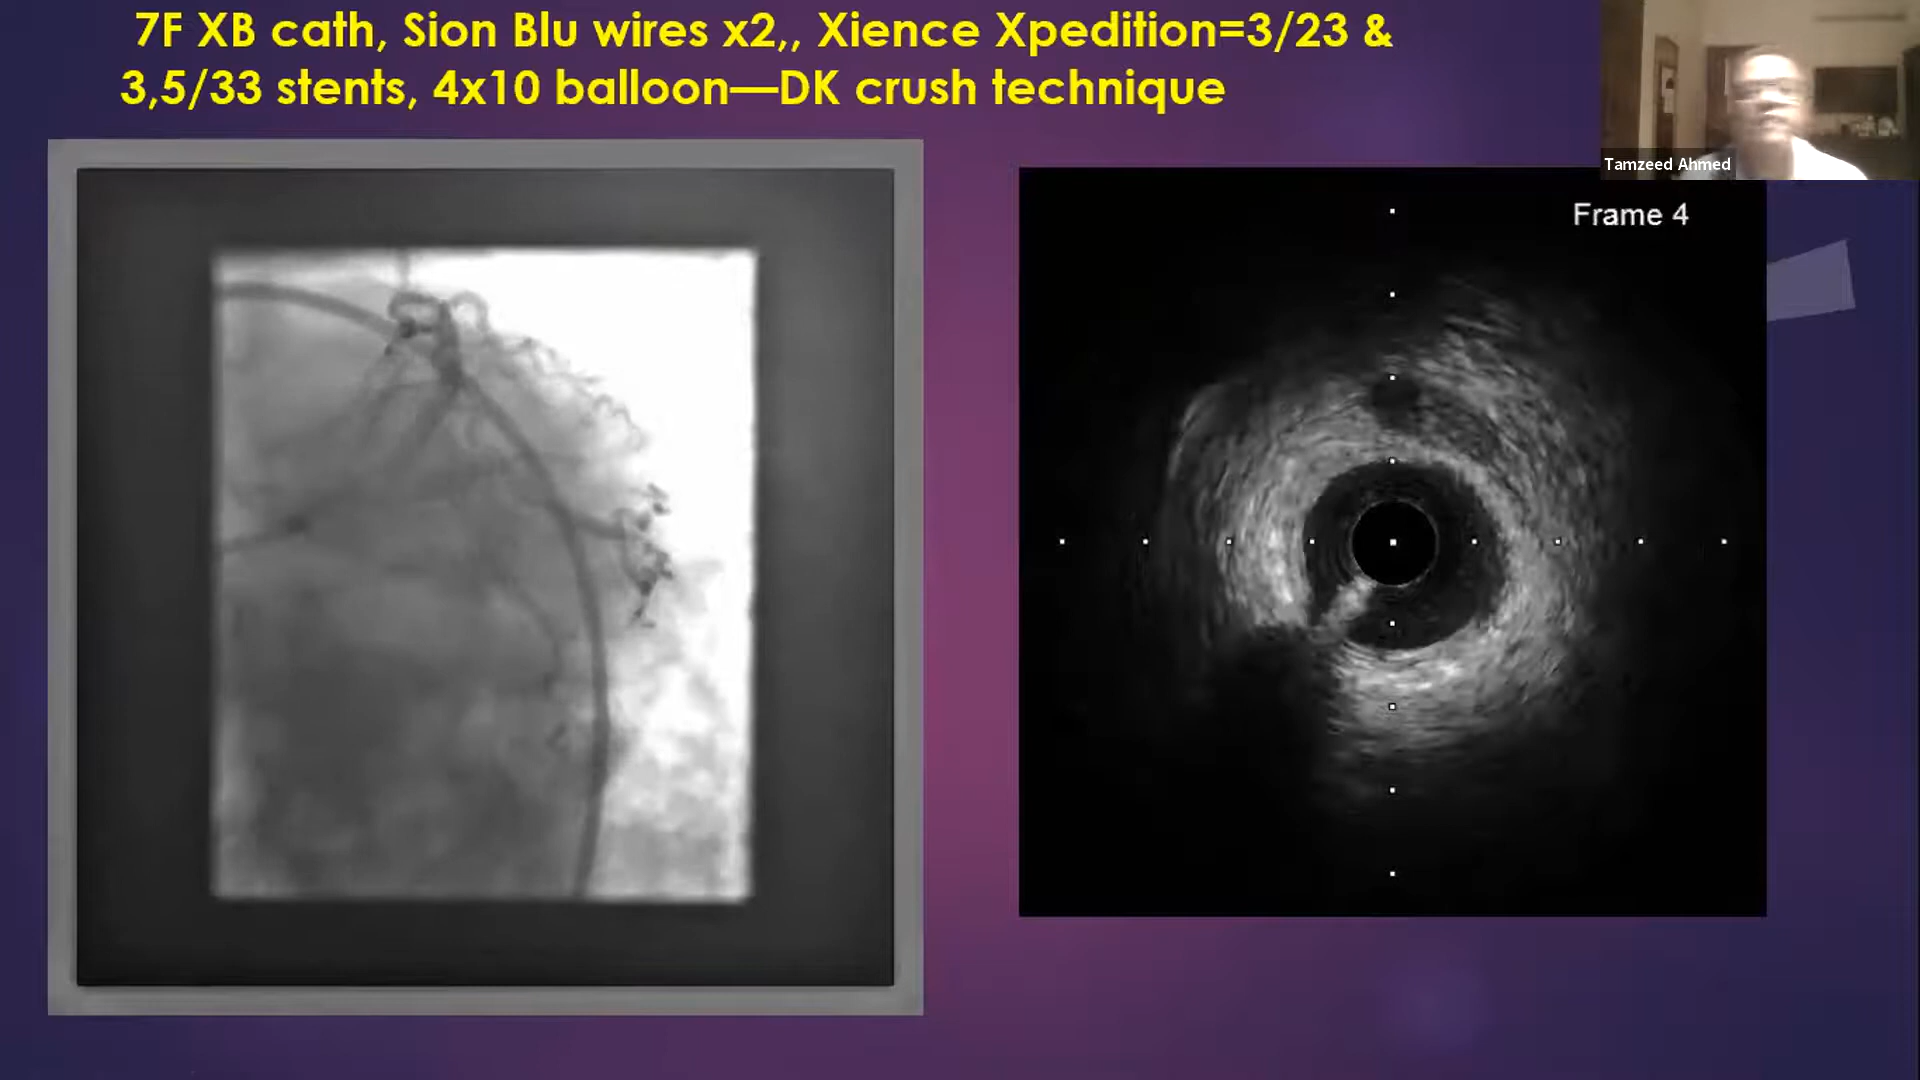 7F XB cath, Sion Blu wires x2,, Xience Xpedition=3/23 &
3,5/33 stents, 4x10 balloon—DK crush technique
Tamzeed Ahmed
Frame 4